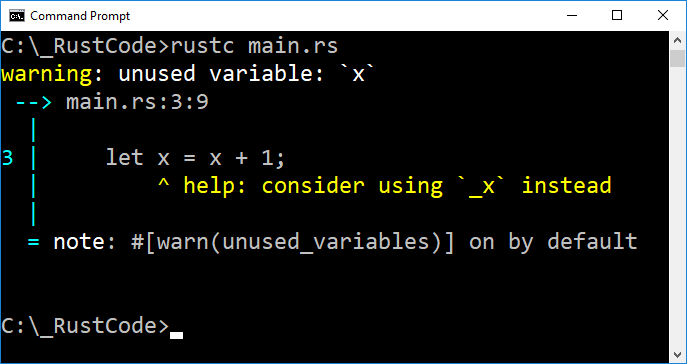 Command Prompt
C:\_RustCode>rustc main.rs
warning: unused variable: `x`
 --> main.rs:3:9
  |
3 |     let x = x + 1;
  |         ^ help: consider using `_x` instead
  |
  = note: #[warn(unused_variables)] on by default
C:\_RustCode>